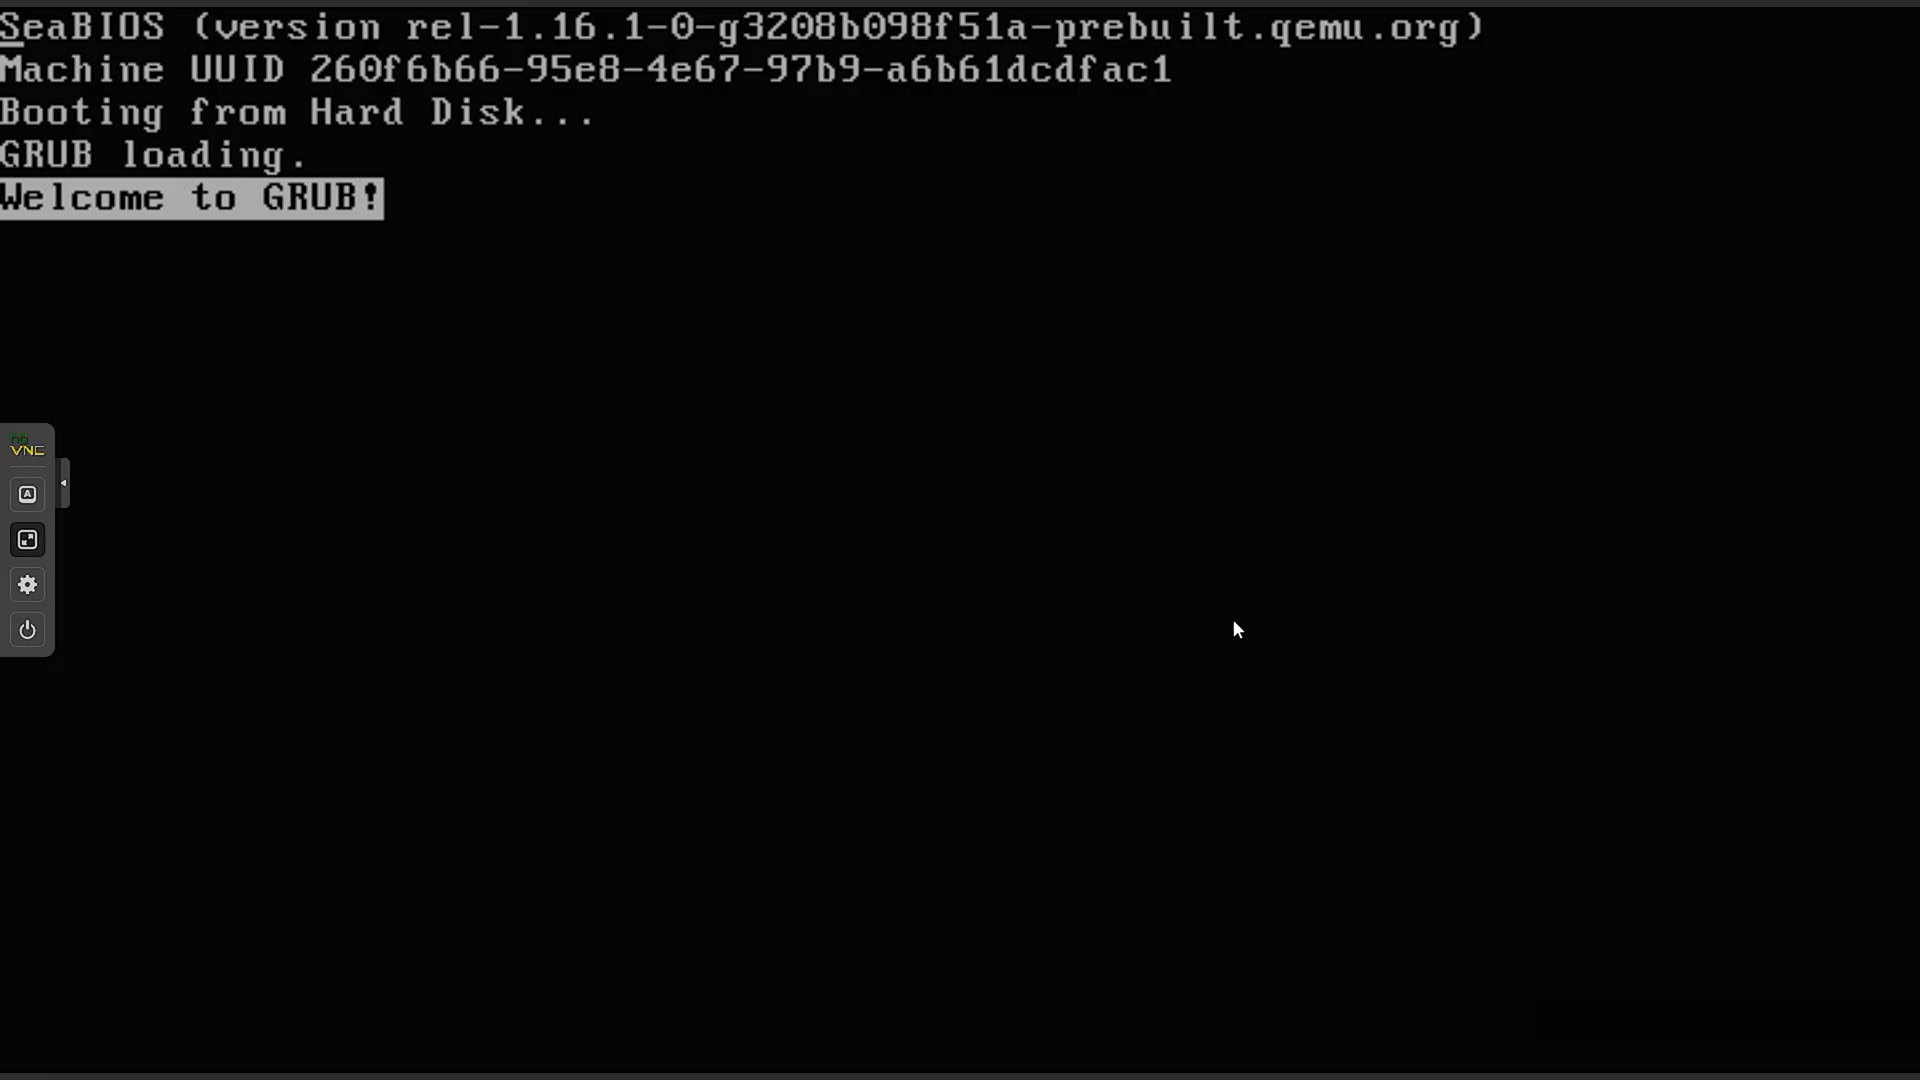 SeaBIOS (version rel-1.16.1-0-g3208b098f51a-prebuilt.qemu.org)
Machine UUID 260f6b66-95e8-4e67-97b9-a6b61dcdfac1
Booting from Hard Disk...
GRUB loading.
Welcome to GRUB!
no
VNC
A